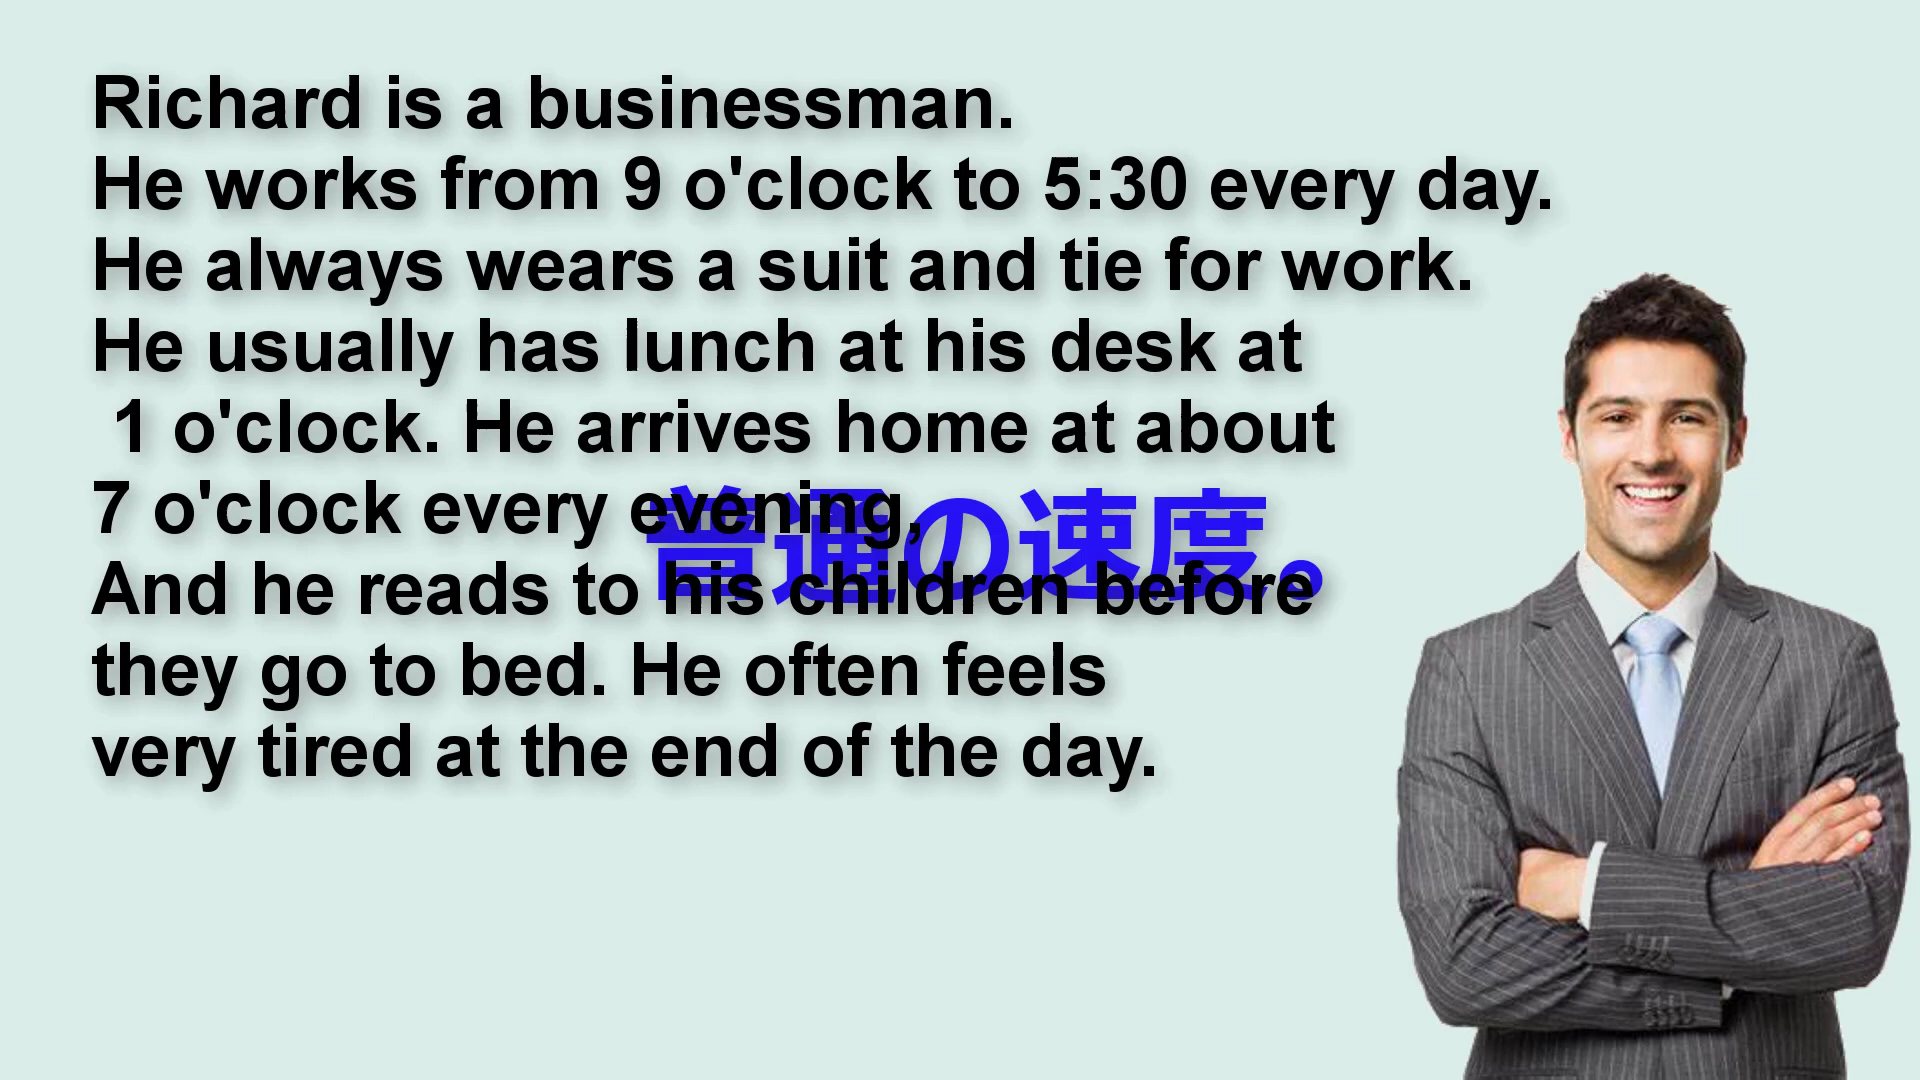 Richard is a businessman.
He works from 9 o'clock to 5:30 every day.
He always wears a suit and tie for work.
He usually has lunch at his desk at
1 o'clock. He arrives home at about
7 o'clock every evening,
普通の速度。
And he reads to his children before
they go to bed. He often feels
very tired at the end of the day.